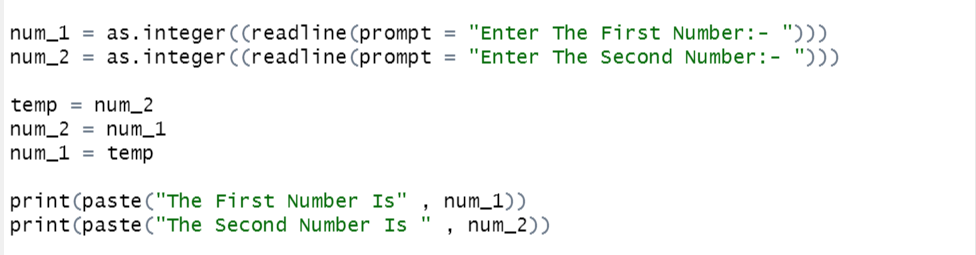 num_1 = as.integer((readline(prompt = "Enter The First Number:- ")))
num_2 = as.integer((readline(prompt = "Enter The Second Number:- ")))
temp = num_2
num_2 = num_1
num_1 = temp
print(paste("The First Number Is" , num_1))
print(paste("The Second Number Is " , num_2))